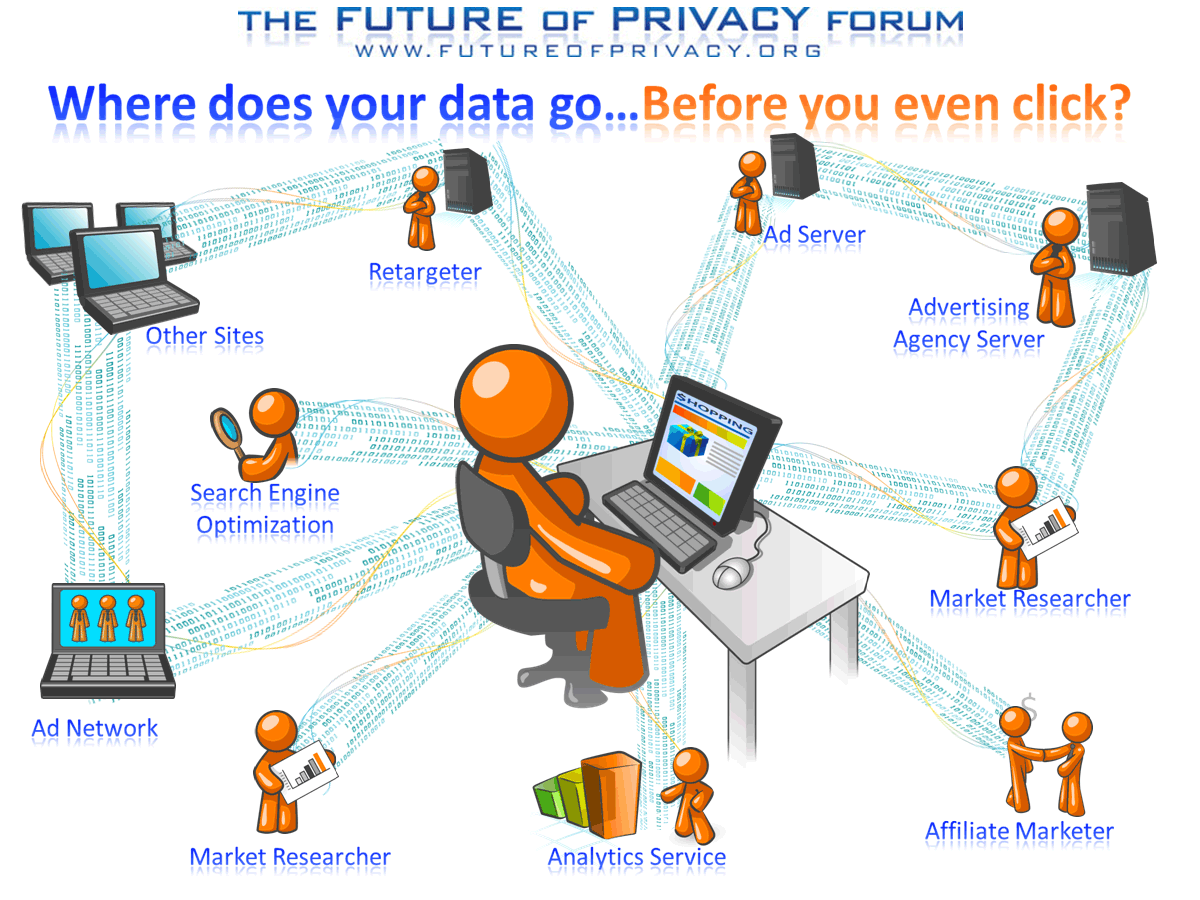 THE FUTURE OF PRIVACY FORUM
WWW.FUTUREOFPRIVACY.ORG
Where does your data go...Before you even click?
Retargeter
Ad Server
Advertising
Agency Server
Other Sites
$HOPPING
Search Engine
Optimization
Market Researcher
Ad Network
$
Market Researcher
Analytics Service
Affiliate Marketer